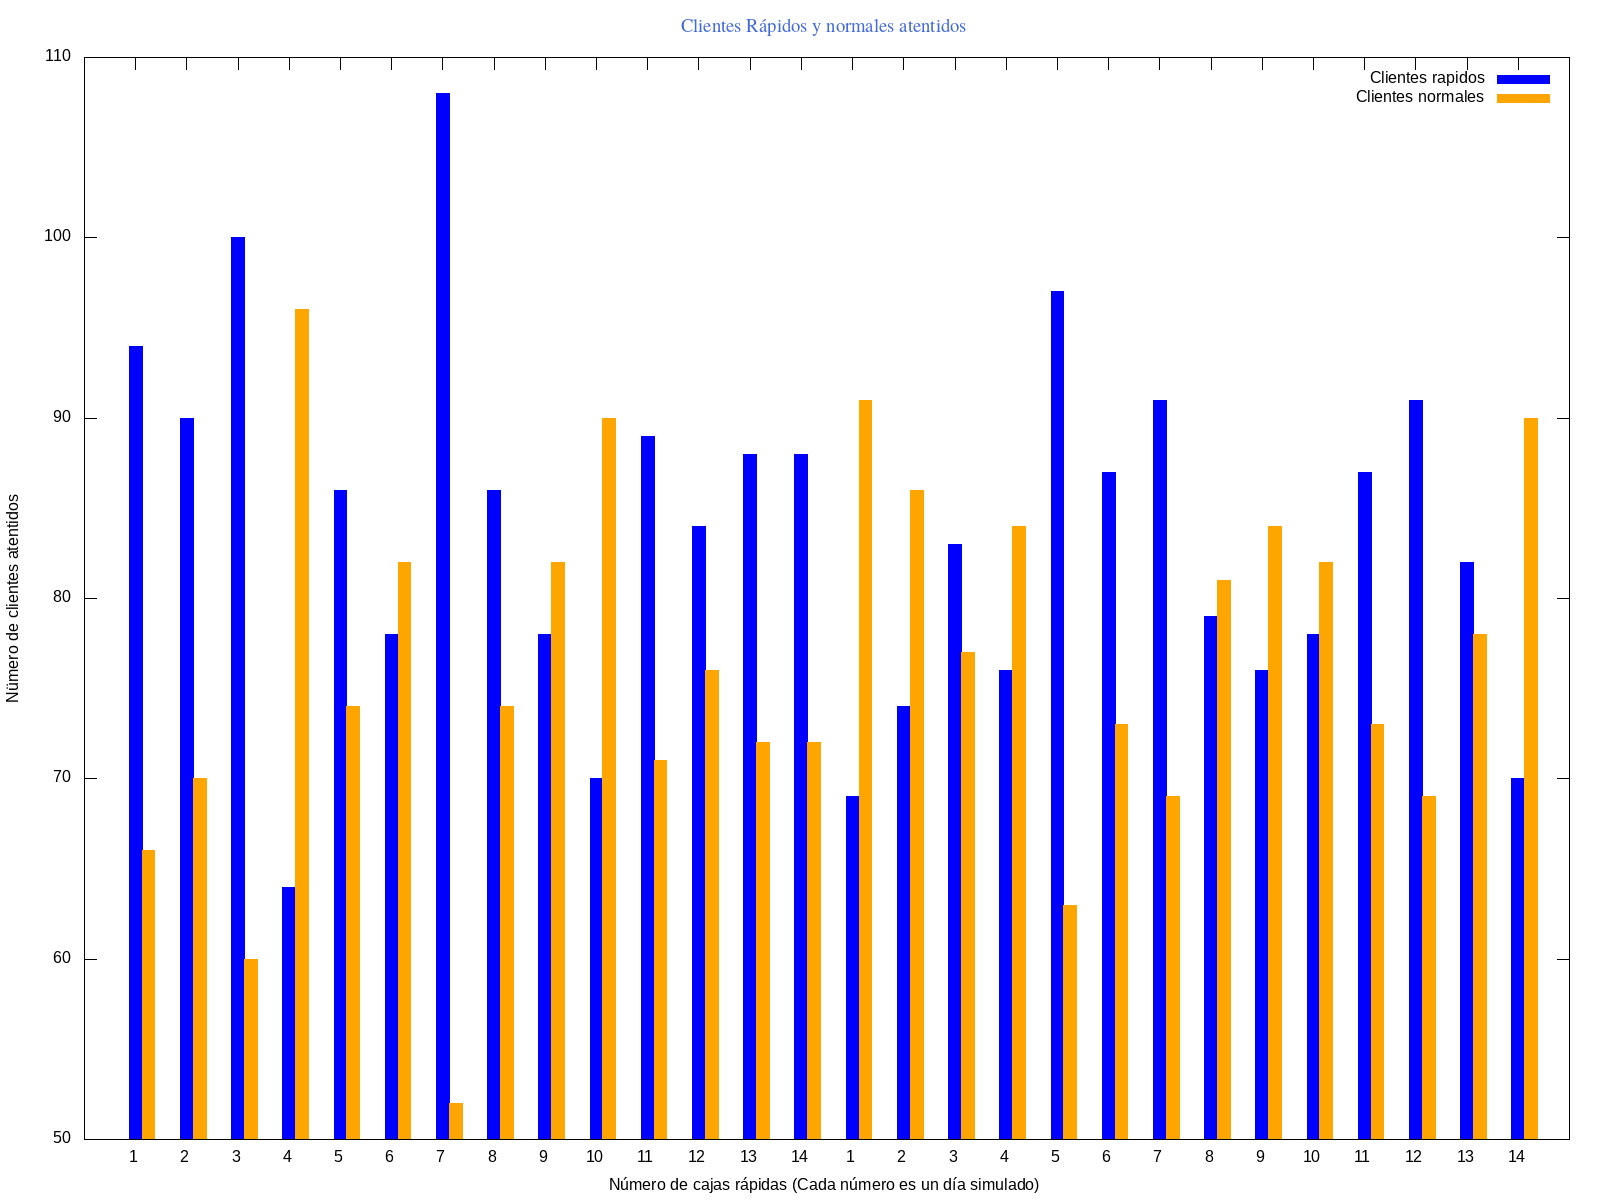 Clientes Rápidos y normales atentidos
Clientes rapidos
Clientes normales
110
100
90
80
70
60
50
Número de clientes atentidos
1 2 3 4 5 6 7 8 9 10 11 12 13 14 1 2 3 4 5 6 7 8 9 10 11 12 13 14
Número de cajas rápidas (Cada número es un día simulado)